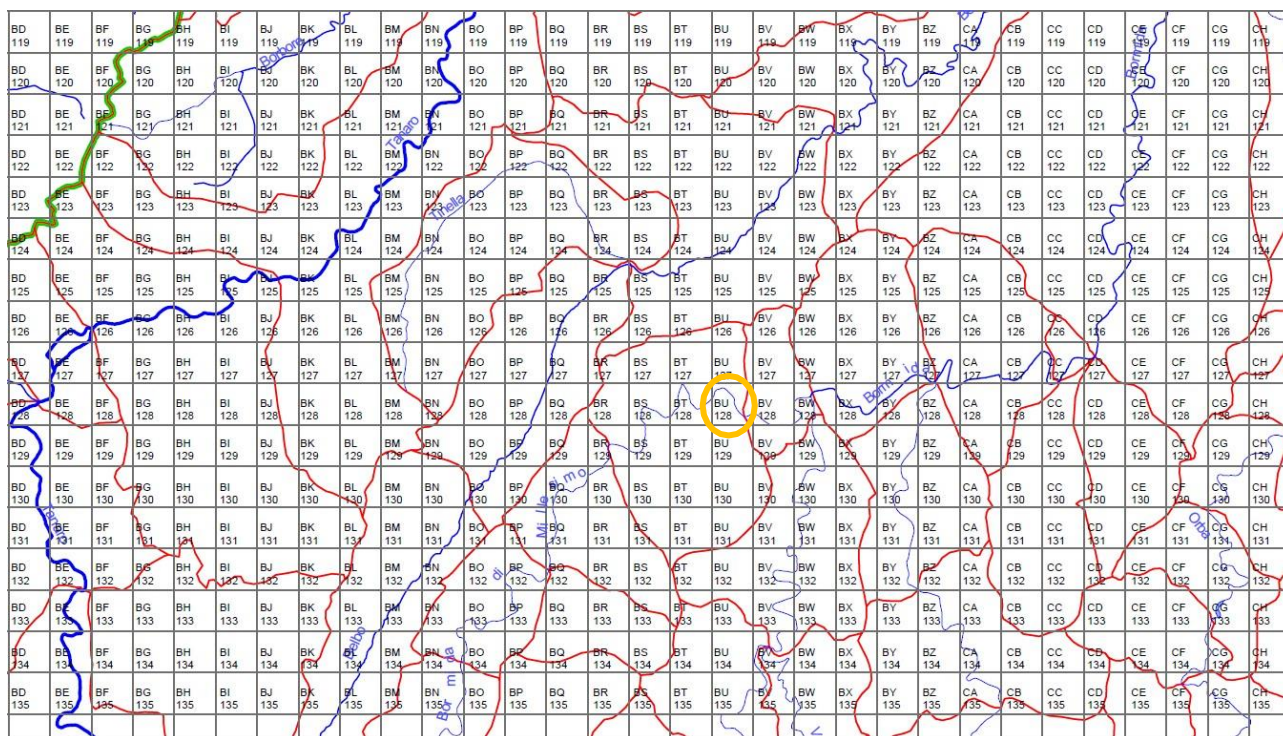 BD BE BF BG BH BI BJ BK BL BM BN BO BP BQ BR BS BT BU BV BW BX BY BZ CA CB CC CD CE CF CG CH
119 119 119 119 119 119 119 119 119 119 119 119 119 119 119 119 119 119 119 119 119 119 119 119 119 119 119 119 119 119 119
Borbore
BD BE BF BG BH BI BJ BK BL BM BN BO BP BQ BR BS BT BU BV BW BX BY BZ CA CB CC CD CE CF CG CH
120 120 120 120 120 120 120 120 120 120 120 120 120 120 120 120 120 120 120 120 120 120 120 120 120 120 120 120 120 120 120
BD BE BF BG BH BI BJ BK BL BM BN BO BP BQ BR BS BT BU BV BW BX BY BZ CA CB CC CD CE CF CG CH
121 121 121 121 121 121 121 121 121 121 121 121 121 121 121 121 121 121 121 121 121 121 121 121 121 121 121 121 121 121 121
Tanaro
BD BE BF BG BH BI BJ BK BL BM BN BO BP BQ BR BS BT BU BV BW BX BY BZ CA CB CC CD CE CF CG CH
122 122 122 122 122 122 122 122 122 122 122 122 122 122 122 122 122 122 122 122 122 122 122 122 122 122 122 122 122 122 122
BD BE BF BG BH BI BJ BK BL BM BN BO BP BQ BR BS BT BU BV BW BX BY BZ CA CB CC CD CE CF CG CH
123 123 123 123 123 123 123 123 123 123 123 123 123 123 123 123 123 123 123 123 123 123 123 123 123 123 123 123 123 123 123
Tinella
BD BE BF BG BH BI BJ BK BL BM BN BO BP BQ BR BS BT BU BV BW BX BY BZ CA CB CC CD CE CF CG CH
124 124 124 124 124 124 124 124 124 124 124 124 124 124 124 124 124 124 124 124 124 124 124 124 124 124 124 124 124 124 124
BD BE BF BG BH BI BJ BK BL BM BN BO BP BQ BR BS BT BU BV BW BX BY BZ CA CB CC CD CE CF CG CH
125 125 125 125 125 125 125 125 125 125 125 125 125 125 125 125 125 125 125 125 125 125 125 125 125 125 125 125 125 125 125
BD BE BF BG BH BI BJ BK BL BM BN BO BP BQ BR BS BT BU BV BW BX BY BZ CA CB CC CD CE CF CG CH
126 126 126 126 126 126 126 126 126 126 126 126 126 126 126 126 126 126 126 126 126 126 126 126 126 126 126 126 126 126 126
BD BE BF BG BH BI BJ BK BL BM BN BO BP BQ BR BS BT BU BV BW BX BY BZ CA CB CC CD CE CF CG CH
127 127 127 127 127 127 127 127 127 127 127 127 127 127 127 127 127 127 127 127 127 127 127 127 127 127 127 127 127 127 127
Bormida
BD BE BF BG BH BI BJ BK BL BM BN BO BP BQ BR BS BT BU BV BW BX BY BZ CA CB CC CD CE CF CG CH
128 128 128 128 128 128 128 128 128 128 128 128 128 128 128 128 128 128 128 128 128 128 128 128 128 128 128 128 128 128 128
BD BE BF BG BH BI BJ BK BL BM BN BO BP BQ BR BS BT BU BV BW BX BY BZ CA CB CC CD CE CF CG CH
129 129 129 129 129 129 129 129 129 129 129 129 129 129 129 129 129 129 129 129 129 129 129 129 129 129 129 129 129 129 129
BD BE BF BG BH BI BJ BK BL BM BN BO BP BQ BR BS BT BU BV BW BX BY BZ CA CB CC CD CE CF CG CH
130 130 130 130 130 130 130 130 130 130 130 130 130 130 130 130 130 130 130 130 130 130 130 130 130 130 130 130 130 130 130
Tanaro
Orba
BD BE BF BG BH BI BJ BK BL BM BN BO BP BQ BR BS BT BU BV BW BX BY BZ CA CB CC CD CE CF CG CH
131 131 131 131 131 131 131 131 131 131 131 131 131 131 131 131 131 131 131 131 131 131 131 131 131 131 131 131 131 131 131
BD BE BF BG BH BI BJ BK BL BM BN BO BP BQ BR BS BT BU BV BW BX BY BZ CA CB CC CD CE CF CG CH
132 132 132 132 132 132 132 132 132 132 132 132 132 132 132 132 132 132 132 132 132 132 132 132 132 132 132 132 132 132 132
BD BE BF BG BH BI BJ BK BL BM BN BO BP BQ BR BS BT BU BV BW BX BY BZ CA CB CC CD CE CF CG CH
133 133 133 133 133 133 133 133 133 133 133 133 133 133 133 133 133 133 133 133 133 133 133 133 133 133 133 133 133 133 133
Belbo
BD BE BF BG BH BI BJ BK BL BM BN BO BP BQ BR BS BT BU BV BW BX BY BZ CA CB CC CD CE CF CG CH
134 134 134 134 134 134 134 134 134 134 134 134 134 134 134 134 134 134 134 134 134 134 134 134 134 134 134 134 134 134 134
Bormida di Millesimo
BD BE BF BG BH BI BJ BK BL BM BN BO BP BQ BR BS BT BU BV BW BX BY BZ CA CB CC CD CE CF CG CH
135 135 135 135 135 135 135 135 135 135 135 135 135 135 135 135 135 135 135 135 135 135 135 135 135 135 135 135 135 135 135